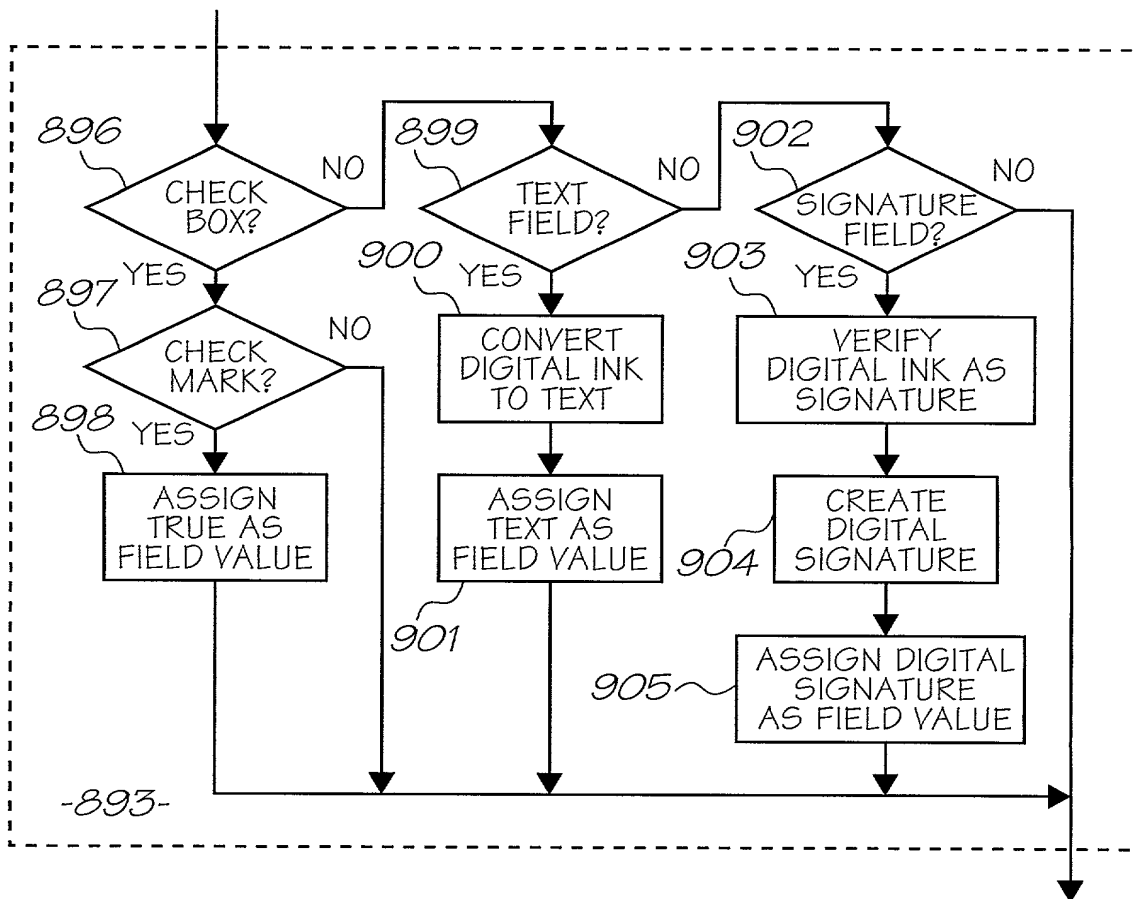 896
CHECK
BOX?
NO
YES
899
TEXT
FIELD?
NO
YES
902
SIGNATURE
FIELD?
NO
YES
897
CHECK
MARK?
NO
YES
900
CONVERT
DIGITAL INK
TO TEXT
903
VERIFY
DIGITAL INK AS
SIGNATURE
898
ASSIGN
TRUE AS
FIELD VALUE
ASSIGN
TEXT AS
FIELD VALUE
901
CREATE
DIGITAL
SIGNATURE
904
ASSIGN DIGITAL
SIGNATURE
AS FIELD VALUE
905
-893-